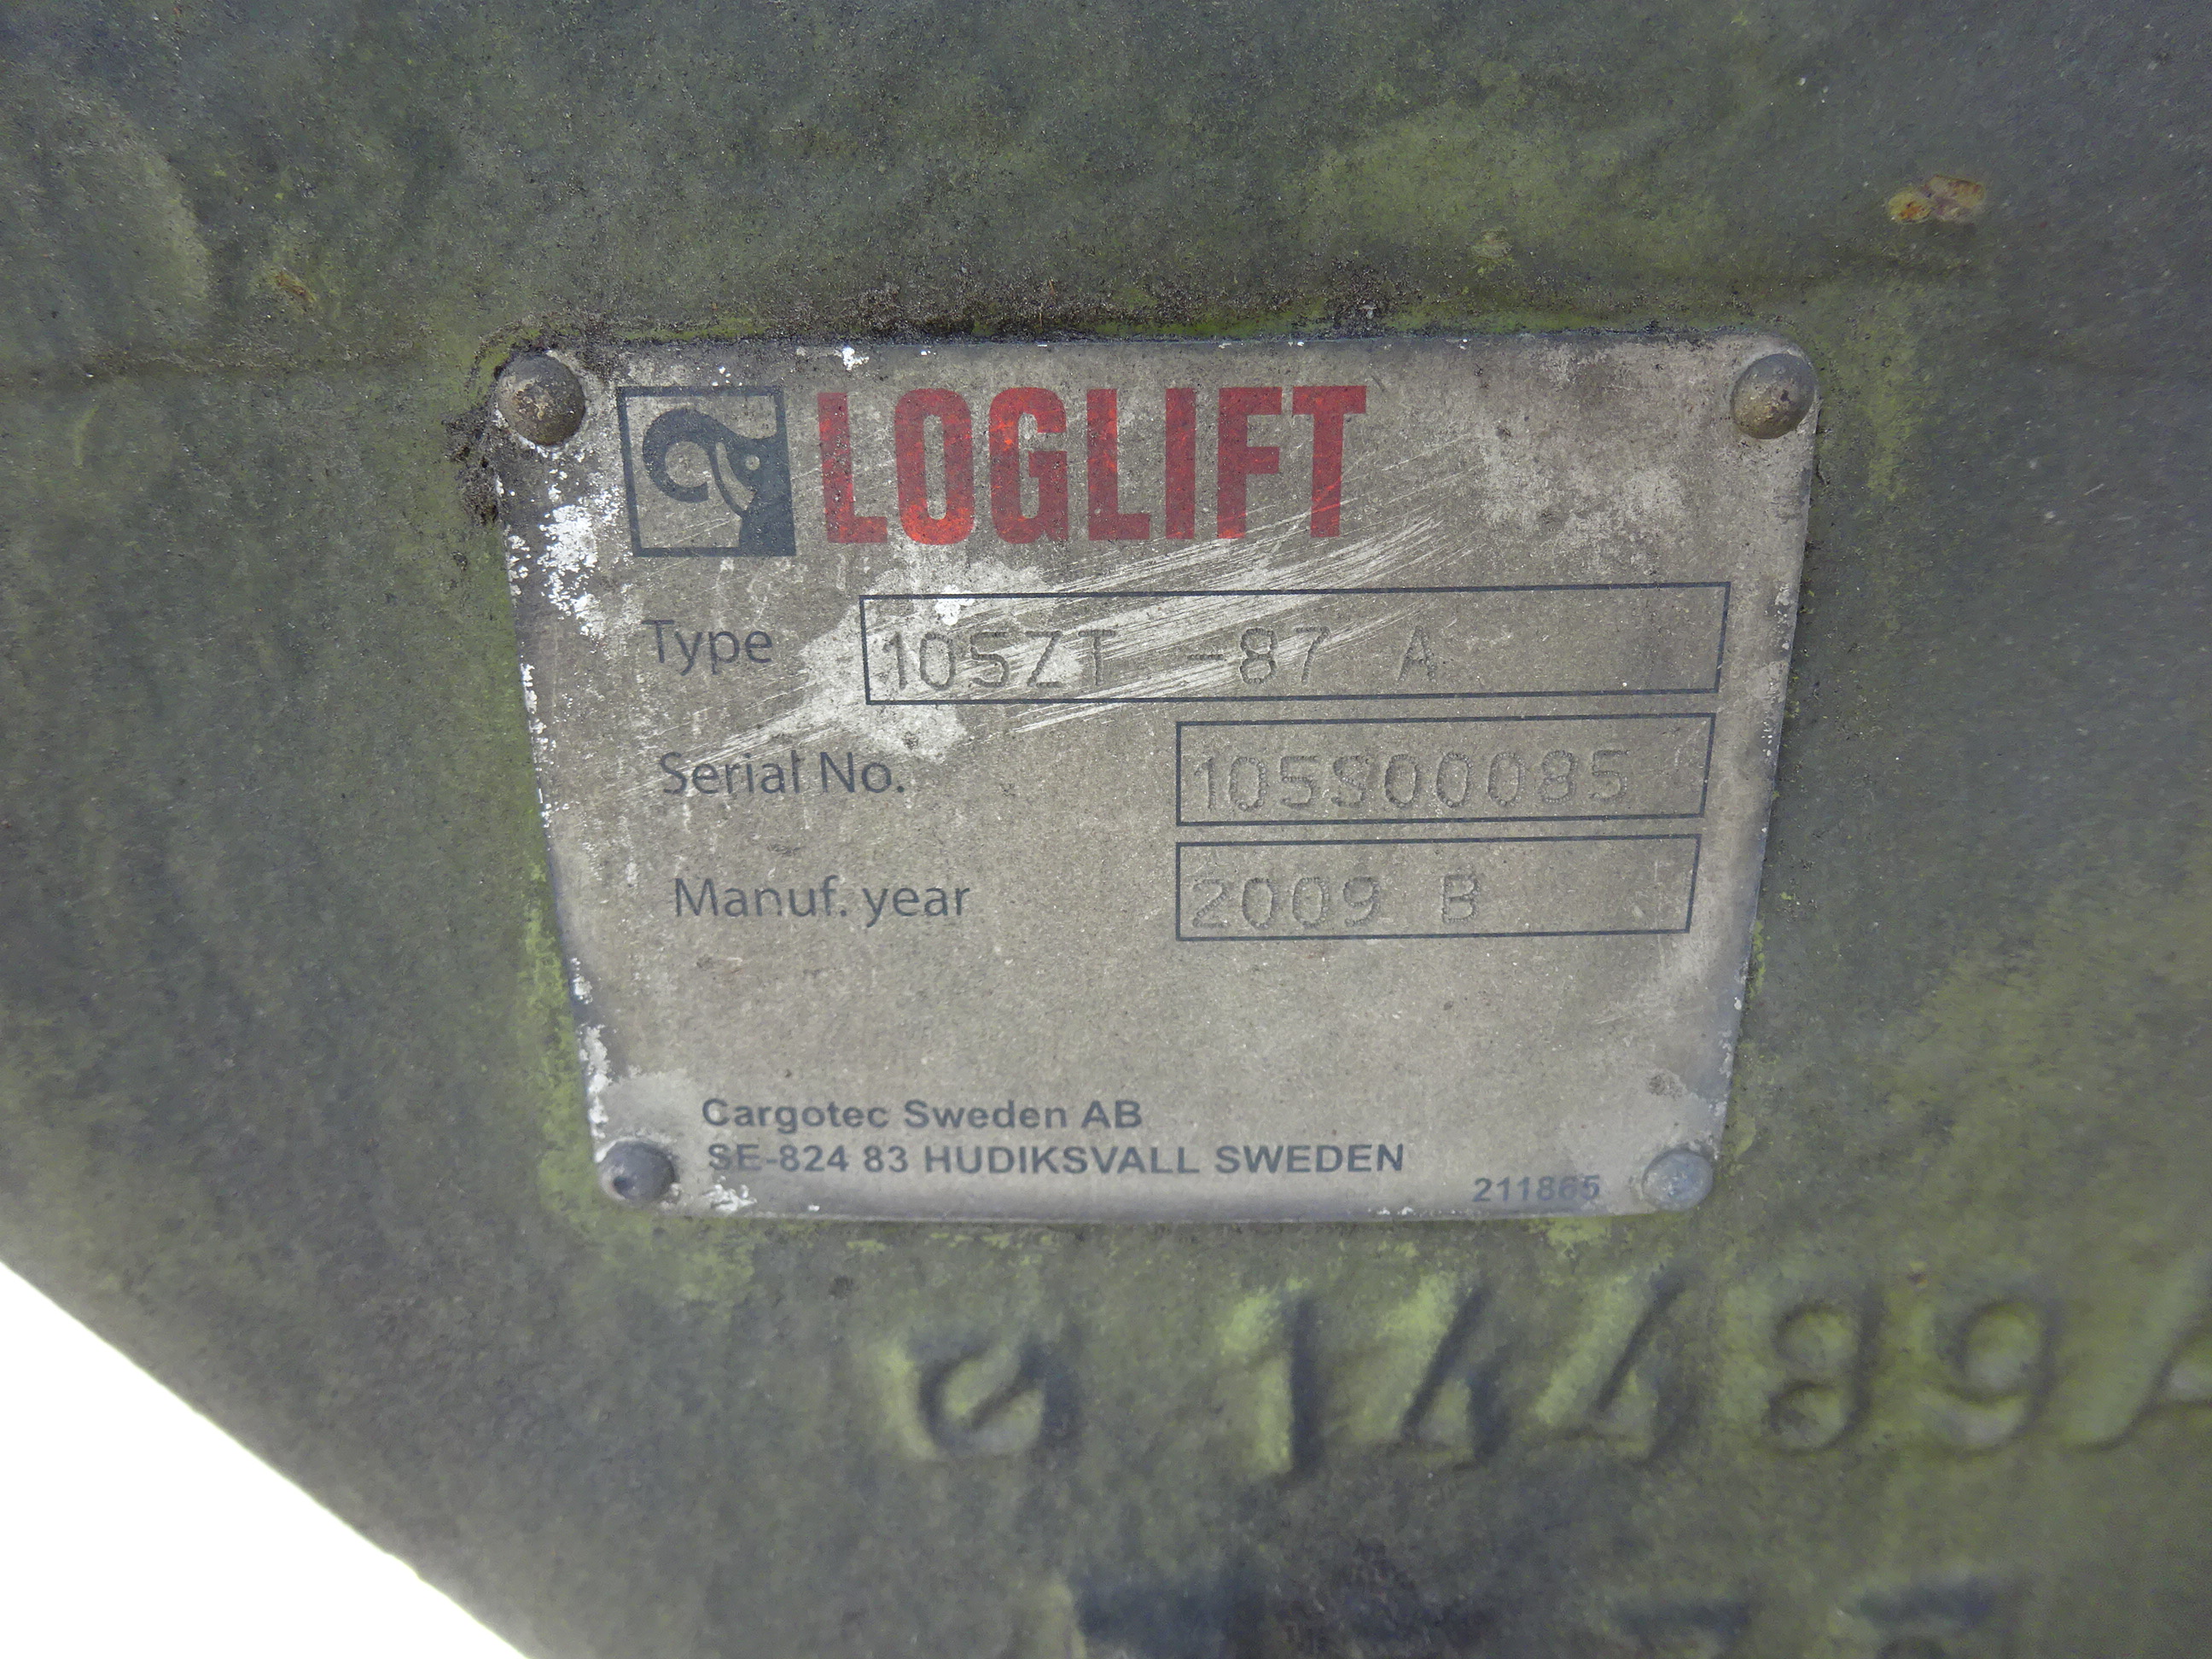 LOGLIFT
Type 105ZT -87 A
Serial No. 105S00085
Manuf. year 2009 B
Cargotec Sweden AB
SE-824 83 HUDIKSVALL SWEDEN
211865